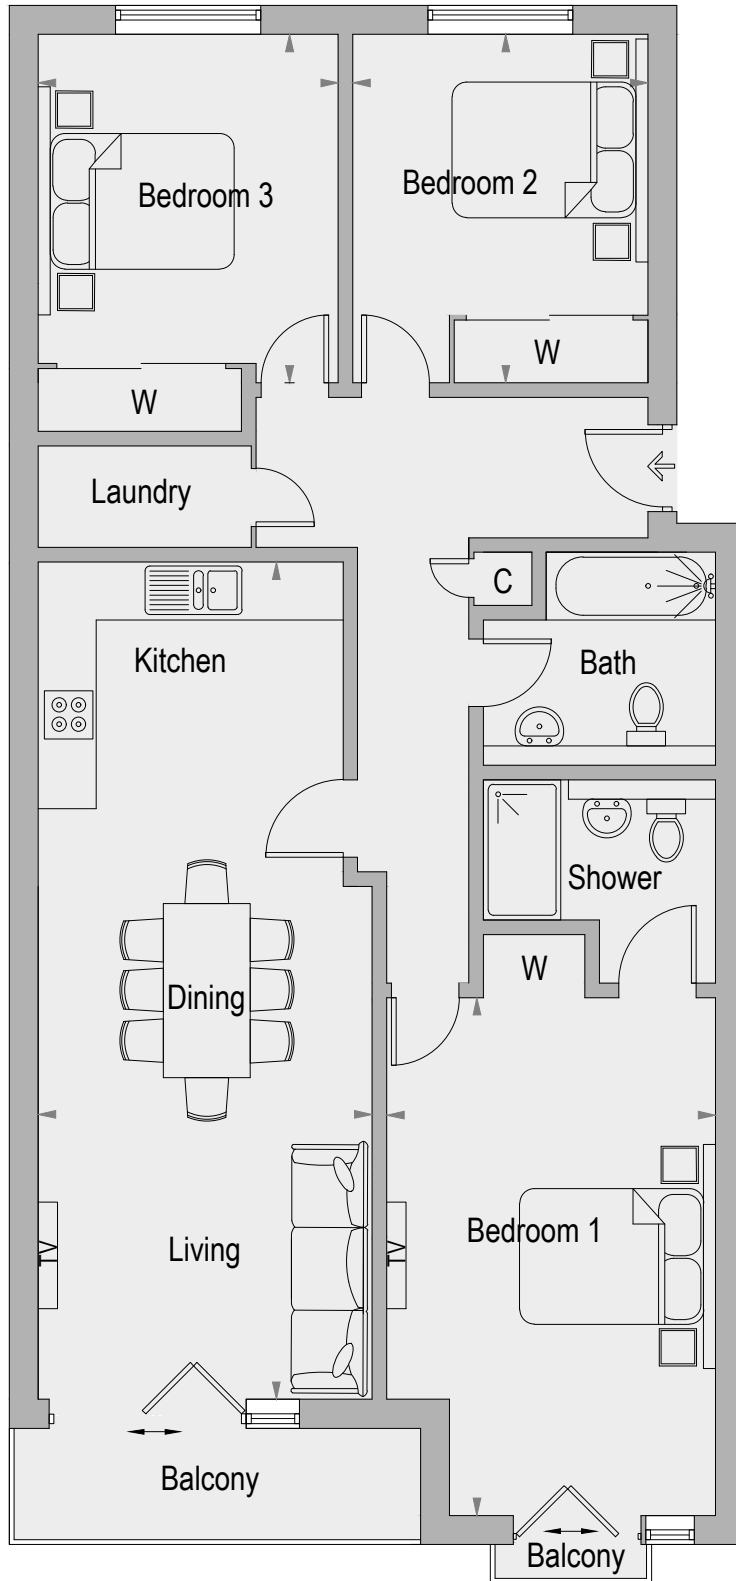 Bedroom 3
Bedroom 2
W
W
Laundry
C
Kitchen
Bath
Shower
W
Dining
Living
TV
TV
Bedroom 1
Balcony
Balcony